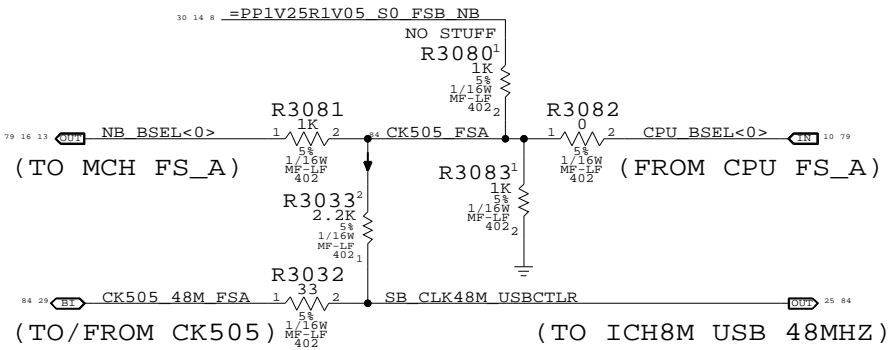 30 14 8 =PP1V25R1V05_S0_FSB_NB
NO STUFF
R3080 1
1K
5%
1/16W
MF-LF
402 2
R3081
1K
1 2
5%
1/16W
MF-LF
402
R3082
0
1 2
5%
1/16W
MF-LF
402
79 16 13 OUT NB_BSEL<0>
84 CK505_FSA
CPU_BSEL<0> IN 10 79
(TO MCH FS_A)
(FROM CPU FS_A)
R3083 1
1K
5%
1/16W
MF-LF
402 2
R3033 2
2.2K
5%
1/16W
MF-LF
402 1
R3032
33
1 2
5%
1/16W
MF-LF
402
84 29 BI CK505_48M_FSA
SB_CLK48M_USBCTLR OUT 25 84
(TO/FROM CK505)
(TO ICH8M USB 48MHZ)